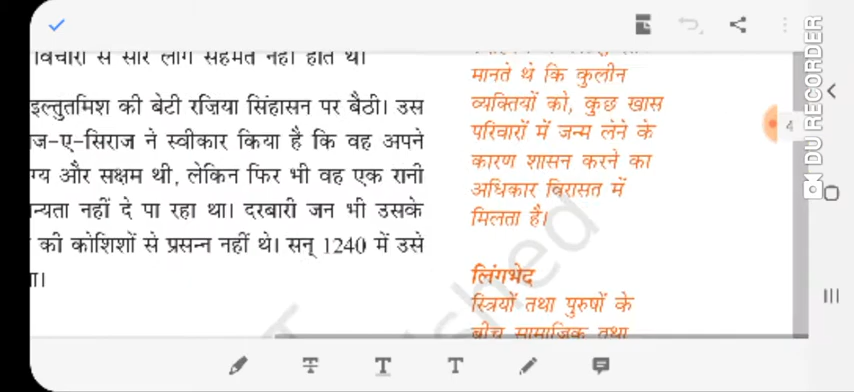 विचारों से सारे लोग सहमत नहीं होते थे।
इल्तुतमिश की बेटी रज़िया सिंहासन पर बैठी। उस
ज-ए-सिराज ने स्वीकार किया है कि वह अपने
ग्य और सक्षम थी, लेकिन फिर भी वह एक रानी
न्यता नहीं दे पा रहा था। दरबारी जन भी उसके
की कोशिशों से प्रसन्न नहीं थे। सन् 1240 में उसे
ा।
मानते थे कि कुलीन
व्यक्तियों को, कुछ खास
परिवारों में जन्म लेने के
कारण शासन करने का
अधिकार विरासत में
मिलता है।
लिंगभेद
स्त्रियों तथा पुरुषों के
बीच सामाजिक तथा
4
DU RECORDER
T
T
T